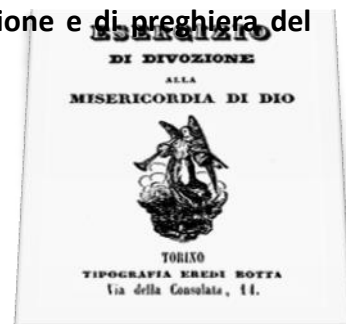 ione e di preghiera del
ESERCIZIO
DI DIVOZIONE
ALLA
MISERICORDIA DI DIO
TORINO
TIPOGRAFIA EREDI BOTTA
Via della Consolata, 14.